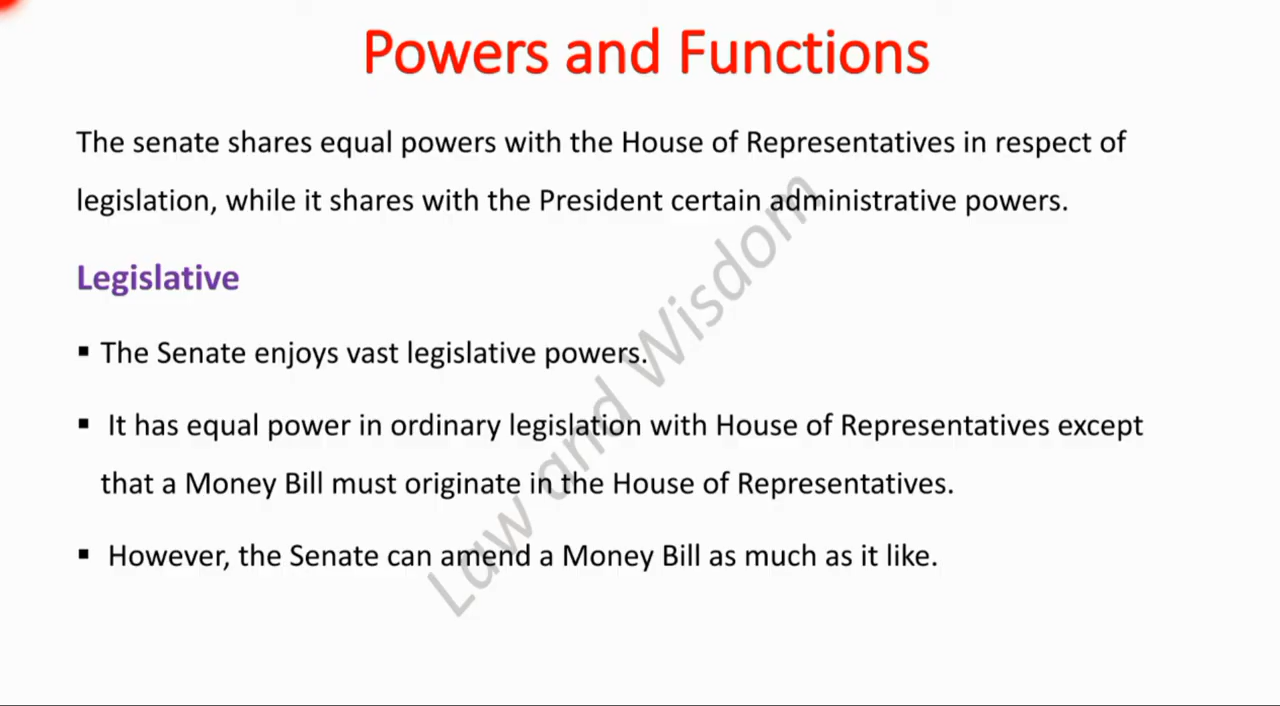 Powers and Functions
The senate shares equal powers with the House of Representatives in respect of
legislation, while it shares with the President certain administrative powers.
Legislative
▪ The Senate enjoys vast legislative powers.
▪ It has equal power in ordinary legislation with House of Representatives except
that a Money Bill must originate in the House of Representatives.
▪ However, the Senate can amend a Money Bill as much as it like.
Law and Wisdom